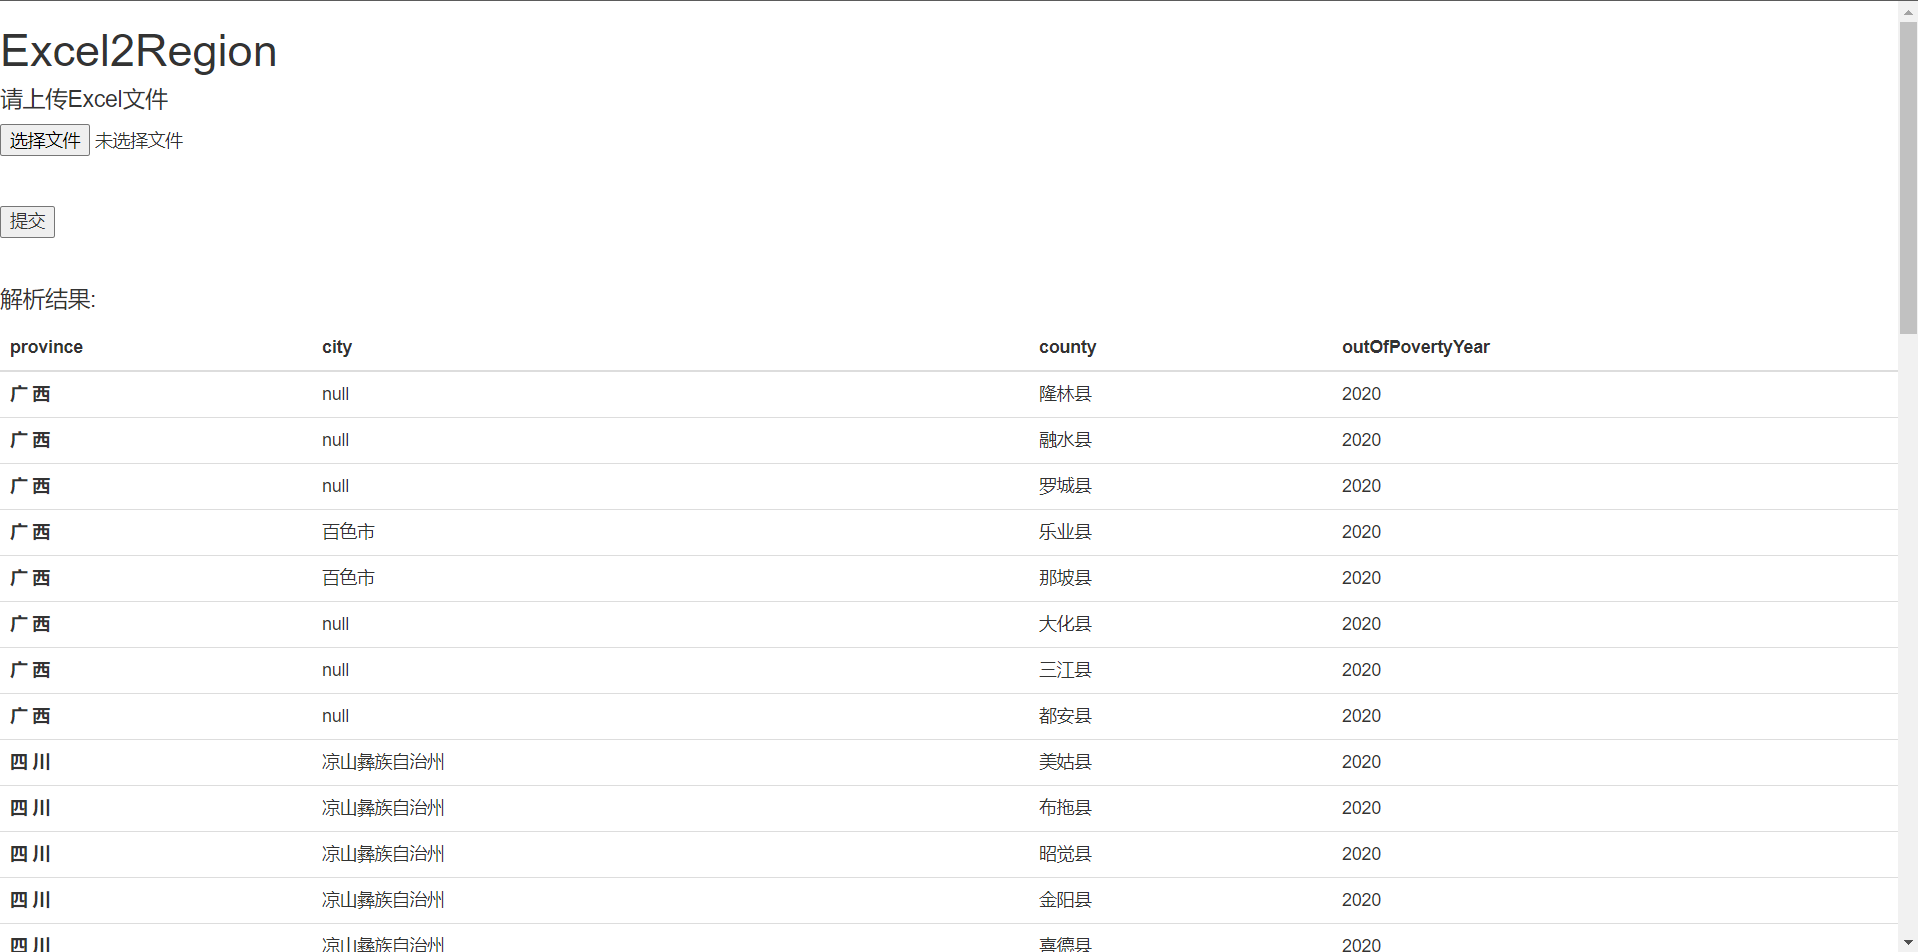 Excel2Region
请上传Excel文件
选择文件 未选择文件
提交
解析结果:
province city county outOfPovertyYear
广 西 null 隆林县 2020
广 西 null 融水县 2020
广 西 null 罗城县 2020
广 西 百色市 乐业县 2020
广 西 百色市 那坡县 2020
广 西 null 大化县 2020
广 西 null 三江县 2020
广 西 null 都安县 2020
四 川 凉山彝族自治州 美姑县 2020
四 川 凉山彝族自治州 布拖县 2020
四 川 凉山彝族自治州 昭觉县 2020
四 川 凉山彝族自治州 金阳县 2020
四 川 凉山彝族自治州 喜德县 2020